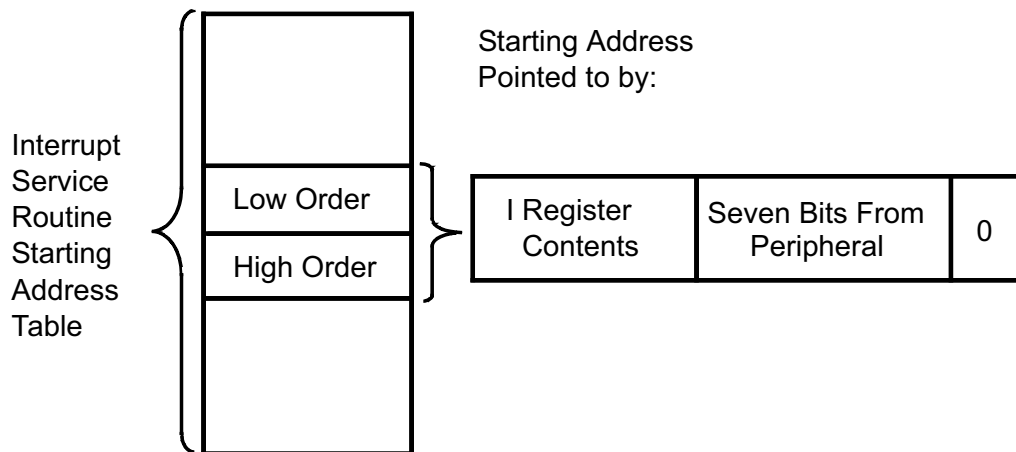 Starting Address
Pointed to by:
Interrupt
Service
Routine
Starting
Address
Table
Low Order
High Order
I Register
Contents
Seven Bits From
Peripheral
0